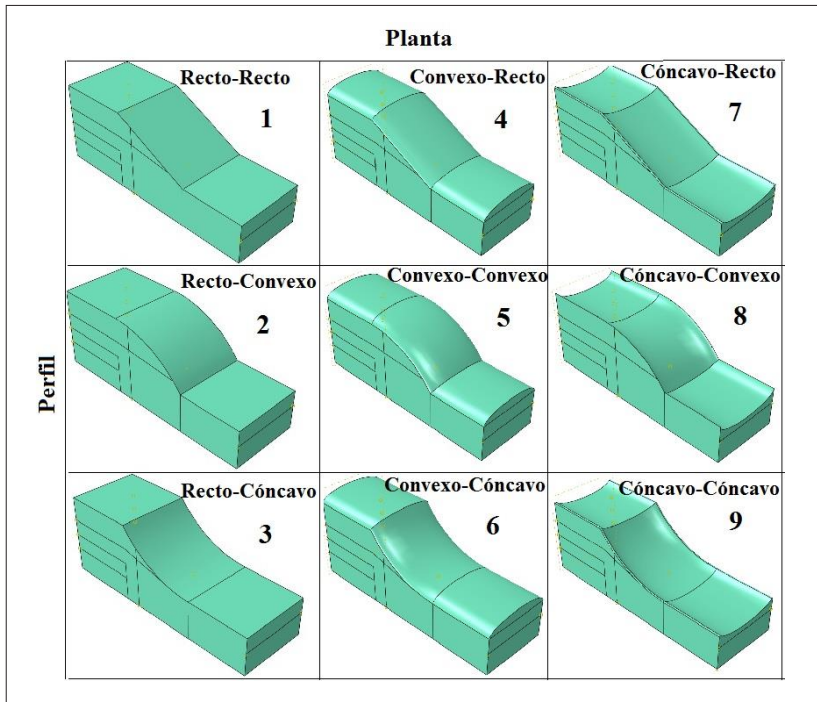 Planta
Perfil
Recto-Recto
1
Convexo-Recto
4
Cóncavo-Recto
7
Recto-Convexo
2
Convexo-Convexo
5
Cóncavo-Convexo
8
Recto-Cóncavo
3
Convexo-Cóncavo
6
Cóncavo-Cóncavo
9